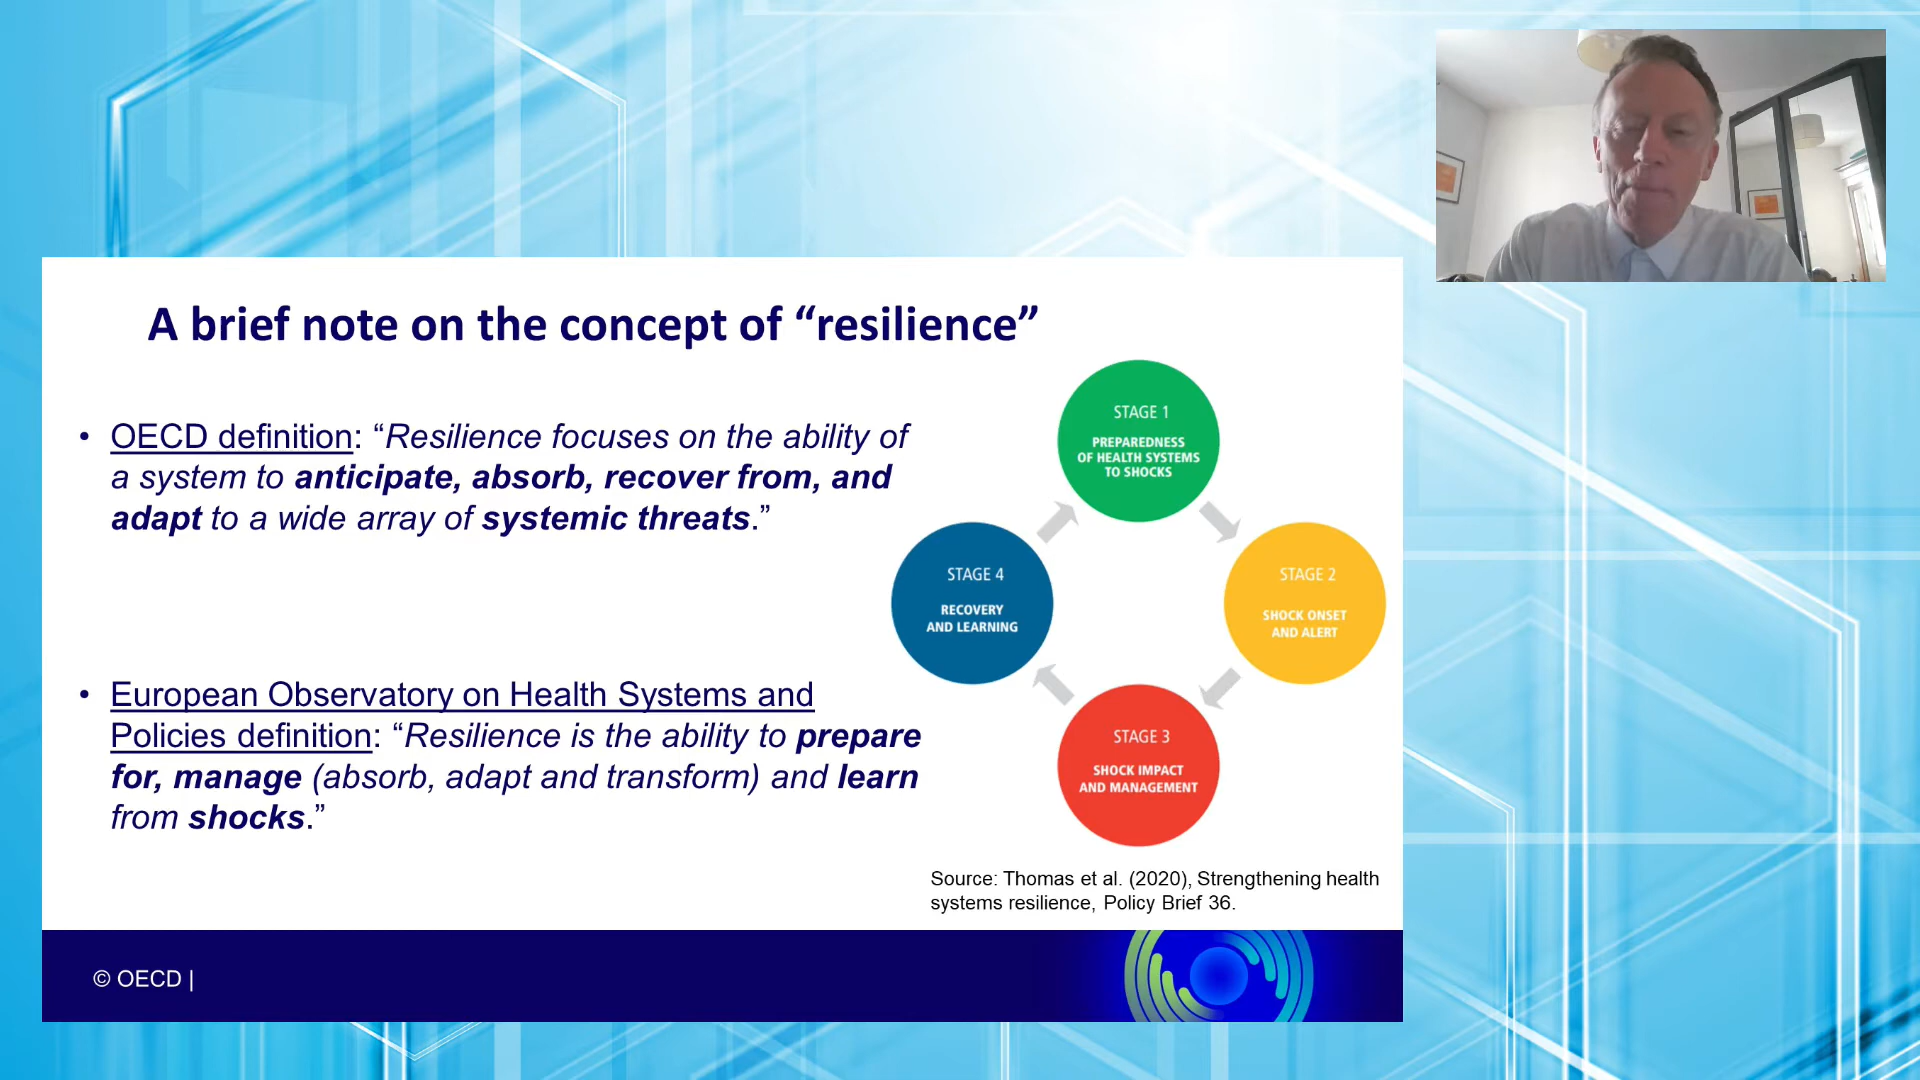 A brief note on the concept of “resilience”
• OECD definition: “Resilience focuses on the ability of
a system to anticipate, absorb, recover from, and
adapt to a wide array of systemic threats.”
• European Observatory on Health Systems and
Policies definition: “Resilience is the ability to prepare
for, manage (absorb, adapt and transform) and learn
from shocks.”
STAGE 1
PREPAREDNESS
OF HEALTH SYSTEMS
TO SHOCKS
STAGE 2
SHOCK ONSET
AND ALERT
STAGE 3
SHOCK IMPACT
AND MANAGEMENT
STAGE 4
RECOVERY
AND LEARNING
Source: Thomas et al. (2020), Strengthening health
systems resilience, Policy Brief 36.
© OECD |